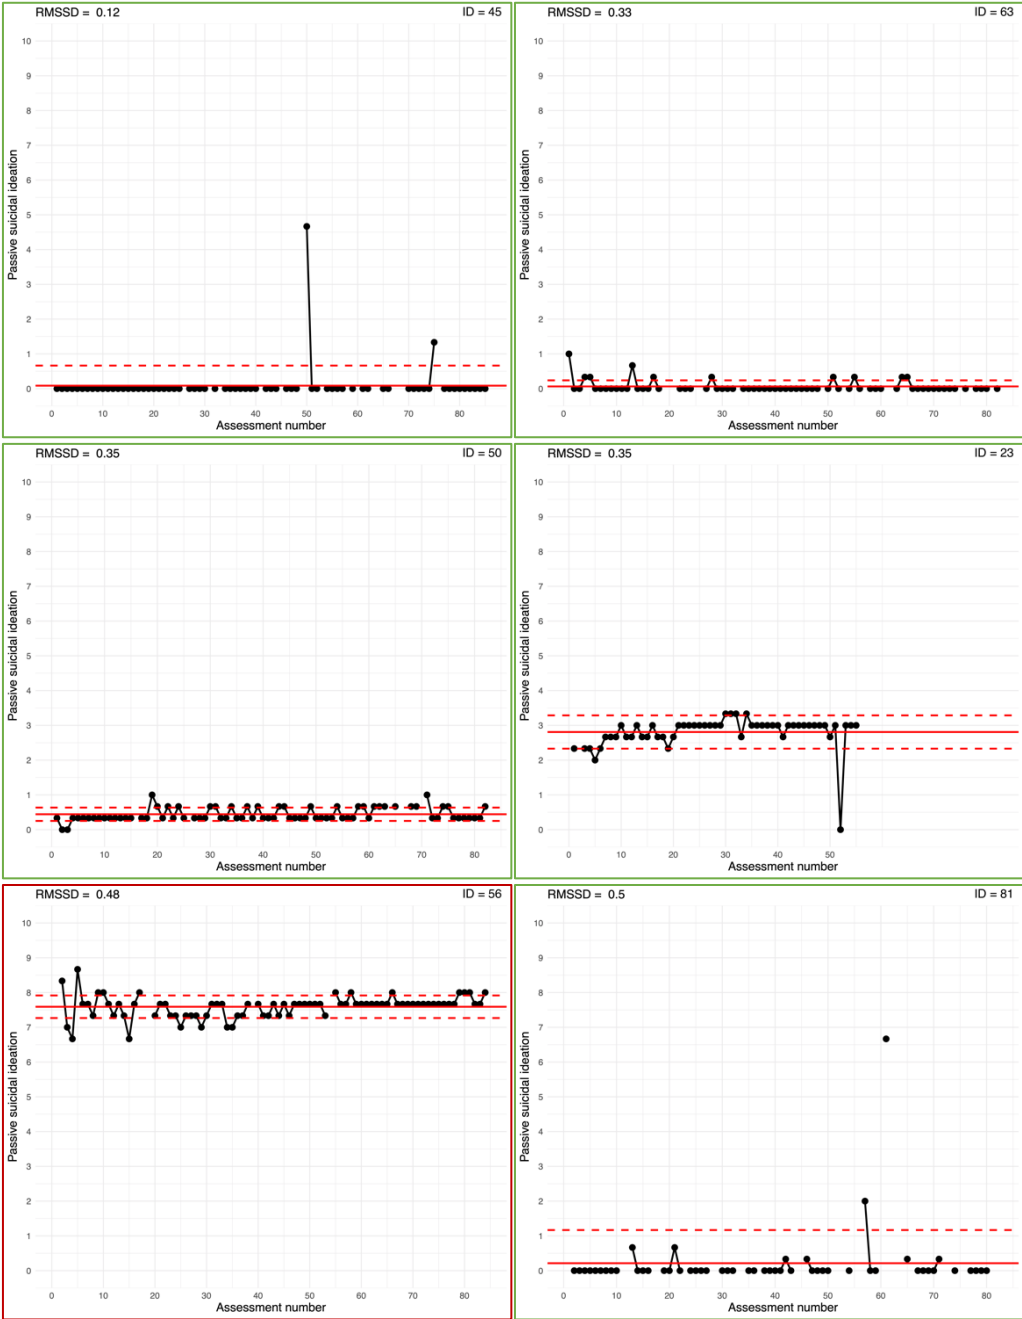 RMSSD = 0.12 ID = 45
10
9
8
7
6
5
4
3
2
1
0
Passive suicidal ideation
0 10 20 30 40 50 60 70 80
Assessment number
RMSSD = 0.33 ID = 63
10
9
8
7
6
5
4
3
2
1
0
Passive suicidal ideation
0 10 20 30 40 50 60 70 80
Assessment number
RMSSD = 0.35 ID = 50
10
9
8
7
6
5
4
3
2
1
0
Passive suicidal ideation
0 10 20 30 40 50 60 70 80
Assessment number
RMSSD = 0.35 ID = 23
10
9
8
7
6
5
4
3
2
1
0
Passive suicidal ideation
0 10 20 30 40 50
Assessment number
RMSSD = 0.48 ID = 56
10
9
8
7
6
5
4
3
2
1
0
Passive suicidal ideation
0 10 20 30 40 50 60 70 80
Assessment number
RMSSD = 0.5 ID = 81
10
9
8
7
6
5
4
3
2
1
0
Passive suicidal ideation
0 10 20 30 40 50 60 70 80
Assessment number